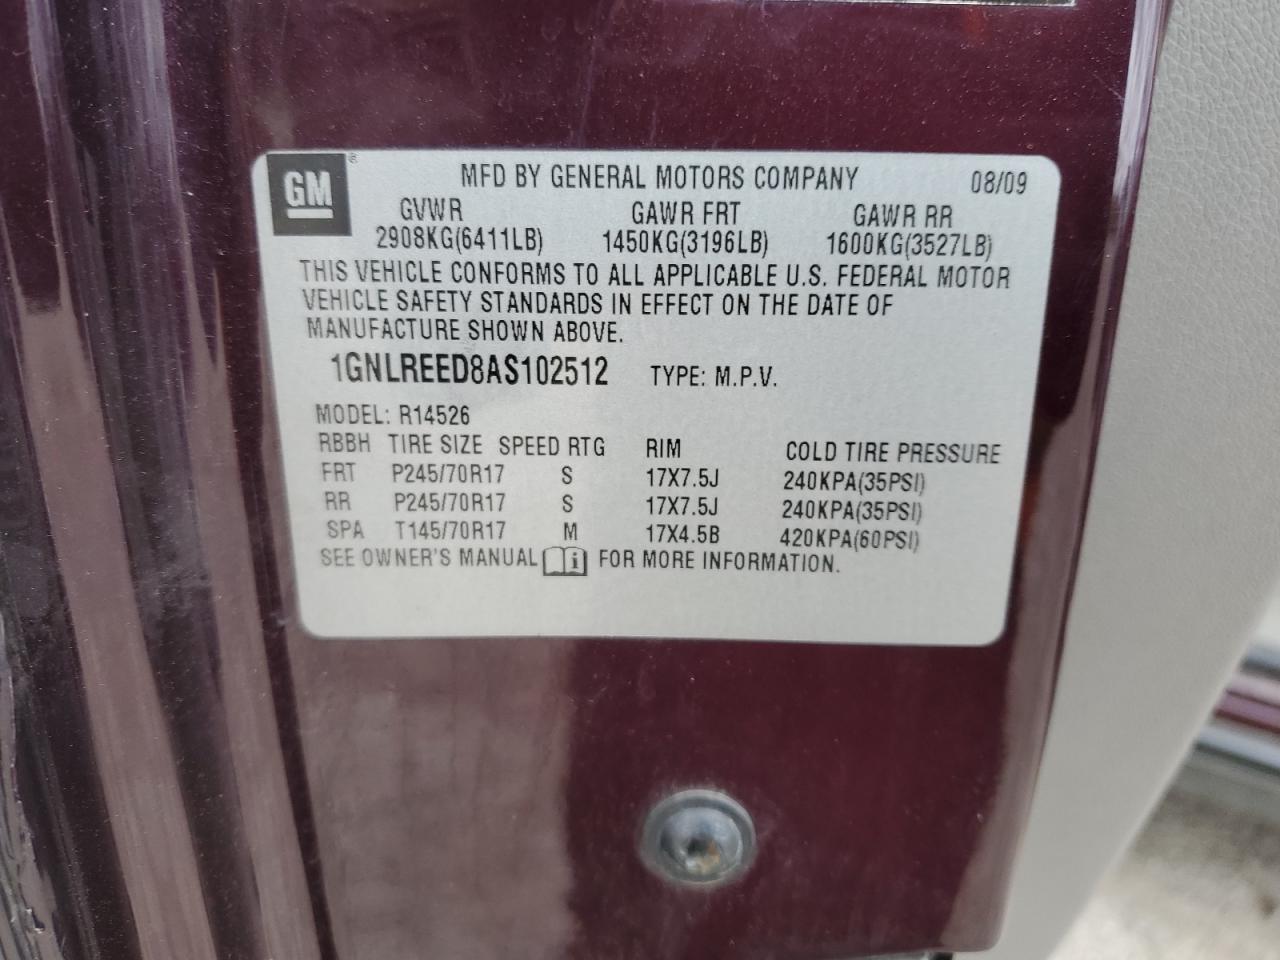 GM ® MFD BY GENERAL MOTORS COMPANY 08/09
GVWR GAWR FRT GAWR RR
2908KG(6411LB) 1450KG(3196LB) 1600KG(3527LB)
THIS VEHICLE CONFORMS TO ALL APPLICABLE U.S. FEDERAL MOTOR
VEHICLE SAFETY STANDARDS IN EFFECT ON THE DATE OF
MANUFACTURE SHOWN ABOVE.
1GNLREED8AS102512 TYPE: M.P.V.
MODEL: R14526
RBBH TIRE SIZE SPEED RTG RIM COLD TIRE PRESSURE
FRT P245/70R17 S 17X7.5J 240KPA(35PSI)
RR P245/70R17 S 17X7.5J 240KPA(35PSI)
SPA T145/70R17 M 17X4.5B 420KPA(60PSI)
SEE OWNER'S MANUAL i FOR MORE INFORMATION.